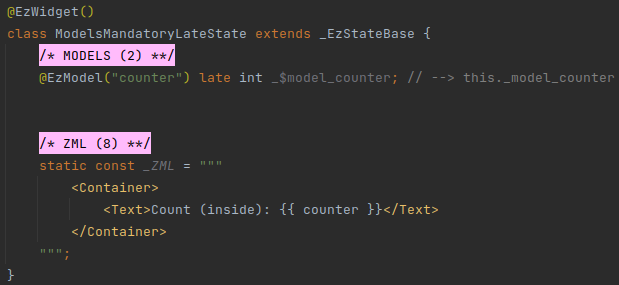 @EzWidget()
class ModelsMandatoryLateState extends _EzStateBase {
/* MODELS (2) **/
@EzModel("counter") late int _$model_counter; // --> this._model_counter
/* ZML (8) **/
static const _ZML = """
<Container>
<Text>Count (inside): {{ counter }}</Text>
</Container>
""";
}